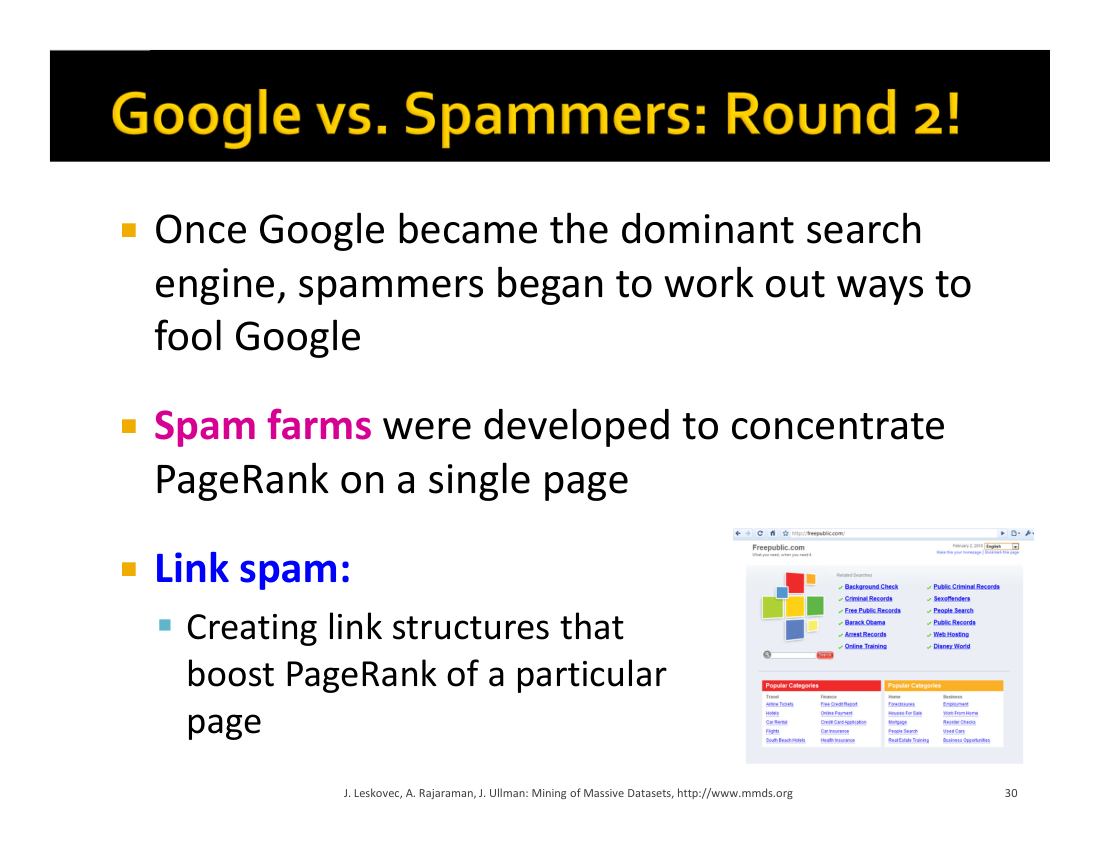 Google vs. Spammers: Round 2!
Once Google became the dominant search
engine, spammers began to work out ways to
fool Google
Spam farms were developed to concentrate
PageRank on a single page
Link spam:
Creating link structures that
boost PageRank of a particular
page
http://freepublic.com/
Freepublic.com
What you need, when you need it
February 2, 2010 English
Make this your homepage | Bookmark this page
Related Searches
Background Check
Criminal Records
Free Public Records
Barack Obama
Arrest Records
Online Training
Public Criminal Records
Sexoffenders
People Search
Public Records
Web Hosting
Disney World
Search
Popular Categories
Travel
Airline Tickets
Hotels
Car Rental
Flights
South Beach Hotels
Finance
Free Credit Report
Online Payment
Credit Card Application
Car Insurance
Health Insurance
Popular Categories
Home
Foreclosures
Houses For Sale
Mortgage
People Search
Real Estate Training
Business
Employment
Work From Home
Reorder Checks
Used Cars
Business Opportunities
J. Leskovec, A. Rajaraman, J. Ullman: Mining of Massive Datasets, http://www.mmds.org
30